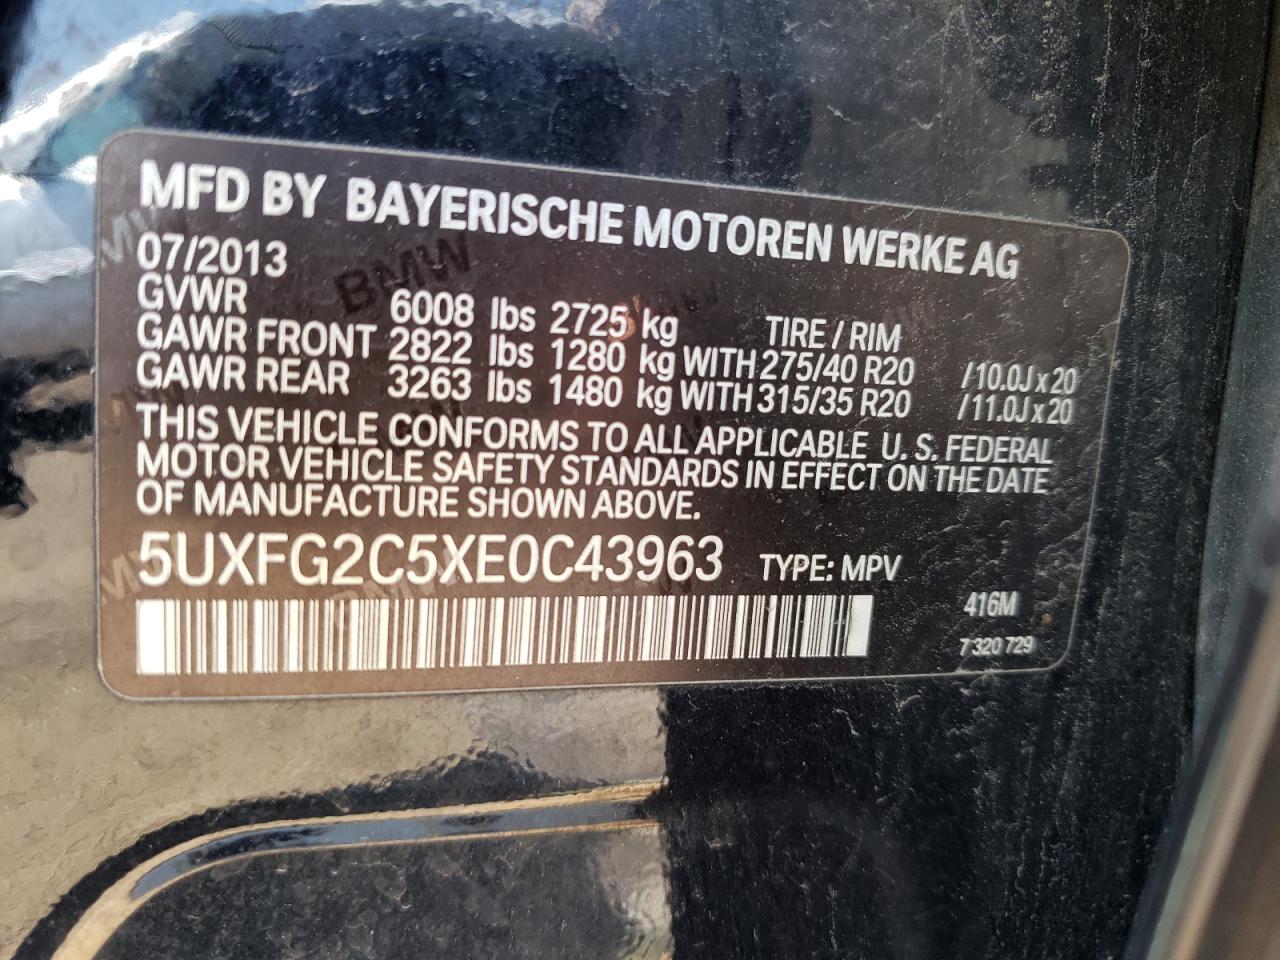 MFD BY BAYERISCHE MOTOREN WERKE AG
07/2013
GVWR 6008 lbs 2725 kg TIRE / RIM
GAWR FRONT 2822 lbs 1280 kg WITH 275/40 R20 / 10.0J x 20
GAWR REAR 3263 lbs 1480 kg WITH 315/35 R20 / 11.0J x 20
THIS VEHICLE CONFORMS TO ALL APPLICABLE U. S. FEDERAL
MOTOR VEHICLE SAFETY STANDARDS IN EFFECT ON THE DATE
OF MANUFACTURE SHOWN ABOVE.
5UXFG2C5XE0C43963 TYPE: MPV
416M
7 320 729